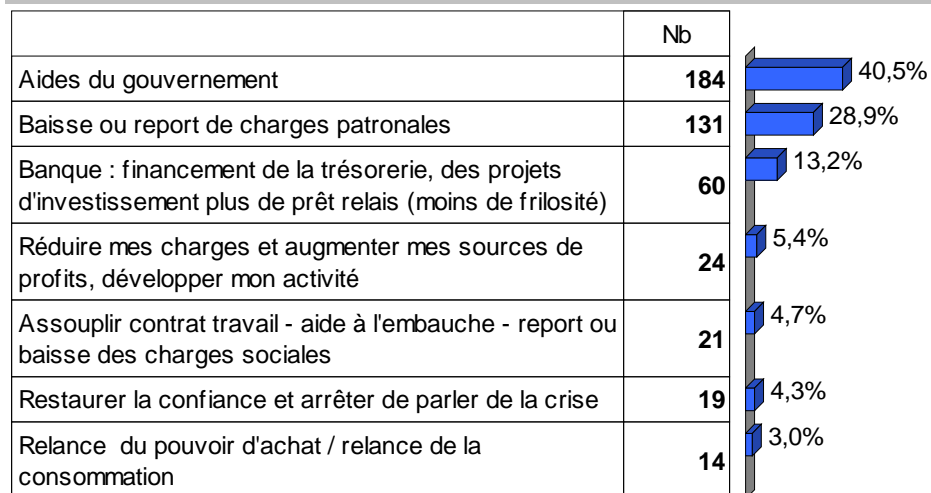 Nb
Aides du gouvernement 184 40,5%
Baisse ou report de charges patronales 131 28,9%
Banque : financement de la trésorerie, des projets
d'investissement plus de prêt relais (moins de frilosité) 60 13,2%
Réduire mes charges et augmenter mes sources de
profits, développer mon activité 24 5,4%
Assouplir contrat travail - aide à l'embauche - report ou
baisse des charges sociales 21 4,7%
Restaurer la confiance et arrêter de parler de la crise 19 4,3%
Relance du pouvoir d'achat / relance de la
consommation 14 3,0%